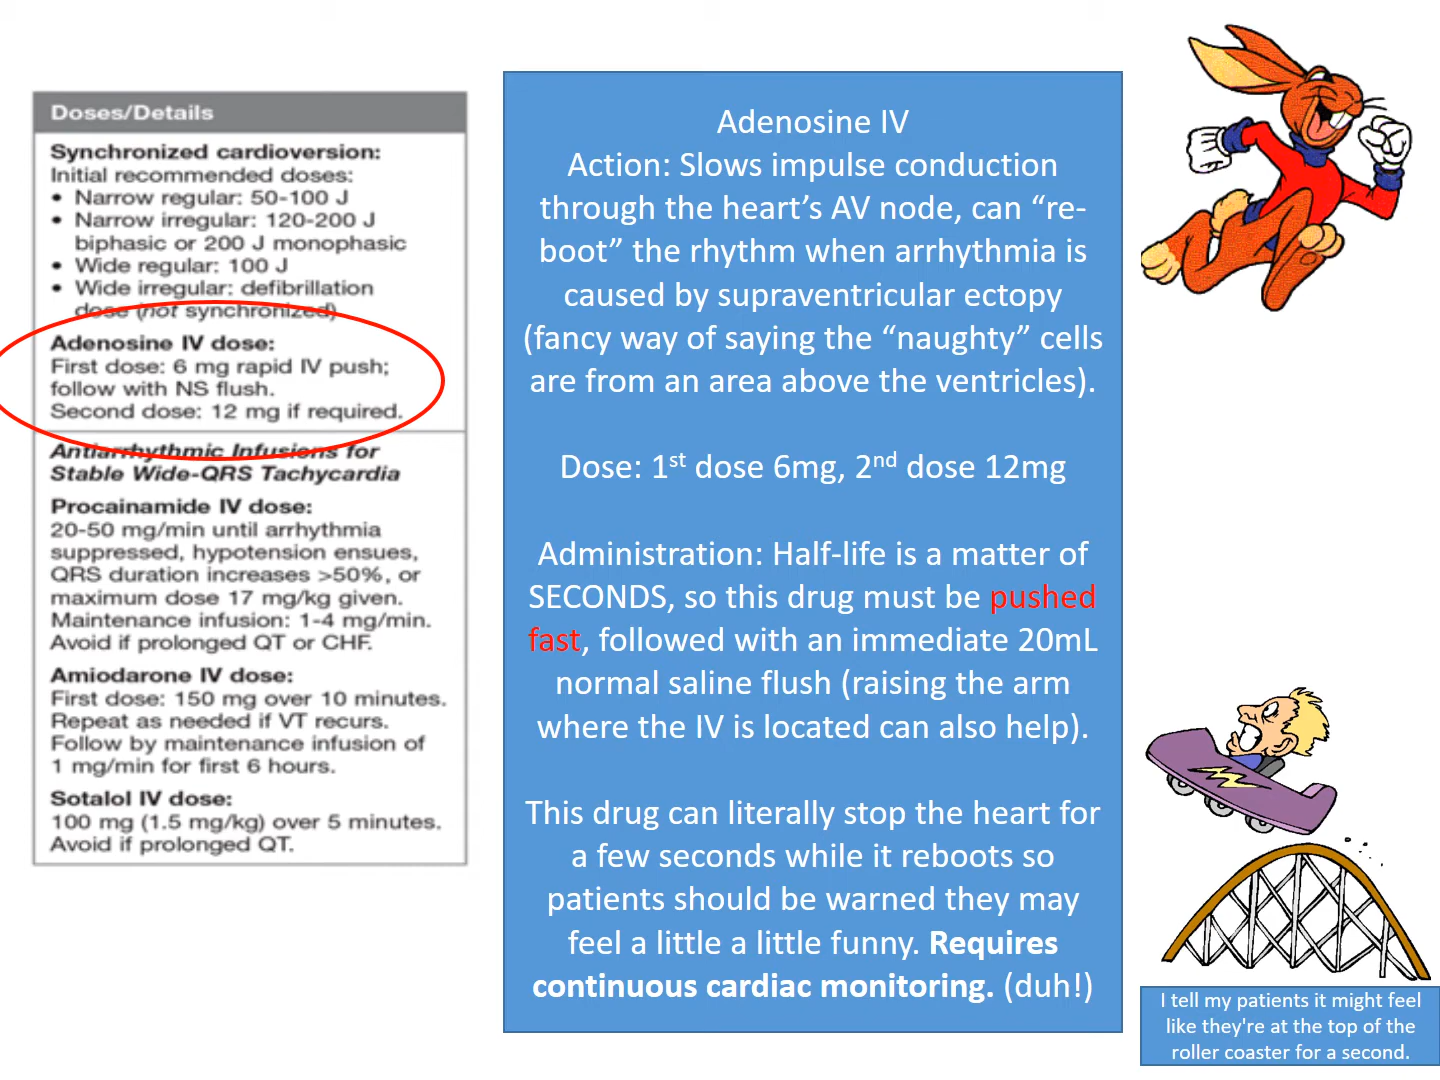 Doses/Details
Synchronized cardioversion:
Initial recommended doses:
• Narrow regular: 50-100 J
• Narrow irregular: 120-200 J
biphasic or 200 J monophasic
• Wide regular: 100 J
• Wide irregular: defibrillation
dose (not synchronized)
Adenosine IV dose:
First dose: 6 mg rapid IV push;
follow with NS flush.
Second dose: 12 mg if required.
Antiarrhythmic Infusions for
Stable Wide-QRS Tachycardia
Procainamide IV dose:
20-50 mg/min until arrhythmia
suppressed, hypotension ensues,
QRS duration increases >50%, or
maximum dose 17 mg/kg given.
Maintenance infusion: 1-4 mg/min.
Avoid if prolonged QT or CHF.
Amiodarone IV dose:
First dose: 150 mg over 10 minutes.
Repeat as needed if VT recurs.
Follow by maintenance infusion of
1 mg/min for first 6 hours.
Sotalol IV dose:
100 mg (1.5 mg/kg) over 5 minutes.
Avoid if prolonged QT.
Adenosine IV
Action: Slows impulse conduction
through the heart’s AV node, can “re-
boot” the rhythm when arrhythmia is
caused by supraventricular ectopy
(fancy way of saying the “naughty” cells
are from an area above the ventricles).
Dose: 1st dose 6mg, 2nd dose 12mg
Administration: Half-life is a matter of
SECONDS, so this drug must be pushed
fast, followed with an immediate 20mL
normal saline flush (raising the arm
where the IV is located can also help).
This drug can literally stop the heart for
a few seconds while it reboots so
patients should be warned they may
feel a little a little funny. Requires
continuous cardiac monitoring. (duh!)
I tell my patients it might feel
like they're at the top of the
roller coaster for a second.